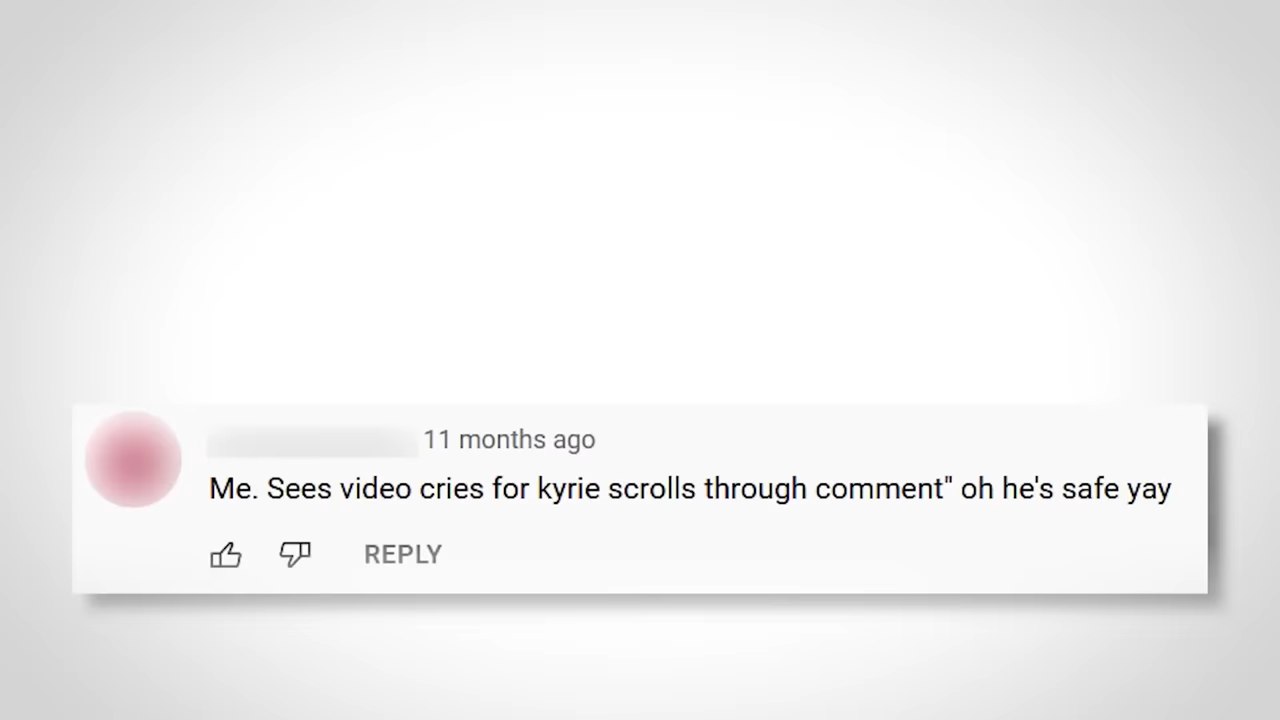 11 months ago
Me. Sees video cries for kyrie scrolls through comment" oh he's safe yay
REPLY